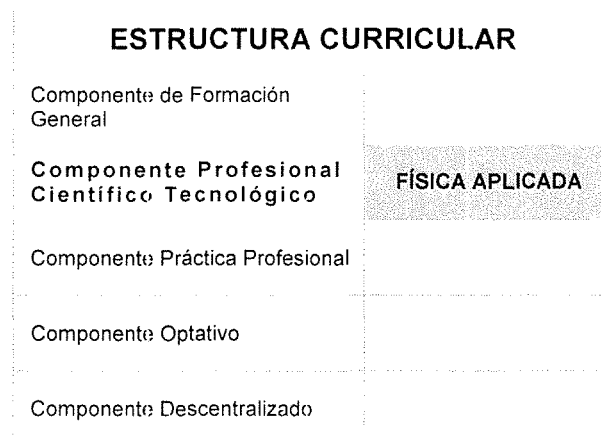 ESTRUCTURA CURRICULAR
Componente de Formación
General
Componente Profesional
Científico Tecnológico
FÍSICA APLICADA
Componente Práctica Profesional
Componente Optativo
Componente Descentralizado